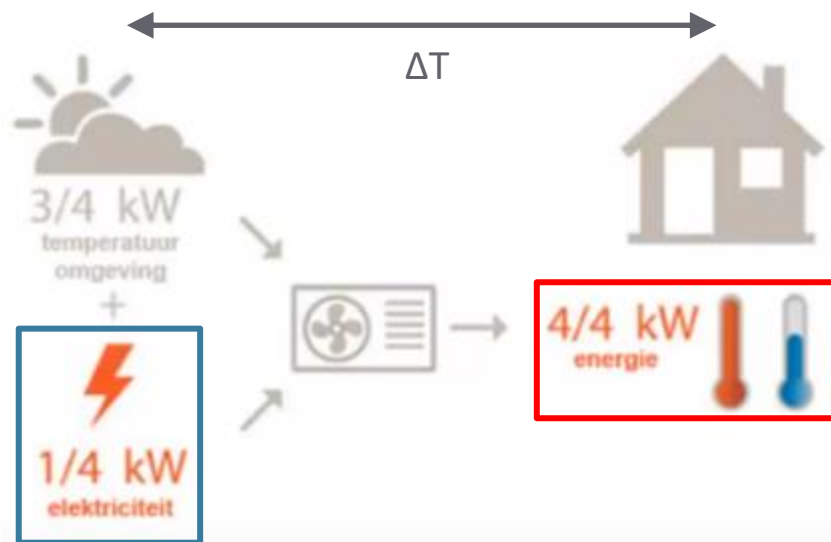 ΔT
3/4 kW
temperatuur
omgeving
+
1/4 kW
elektriciteit
4/4 kW
energie